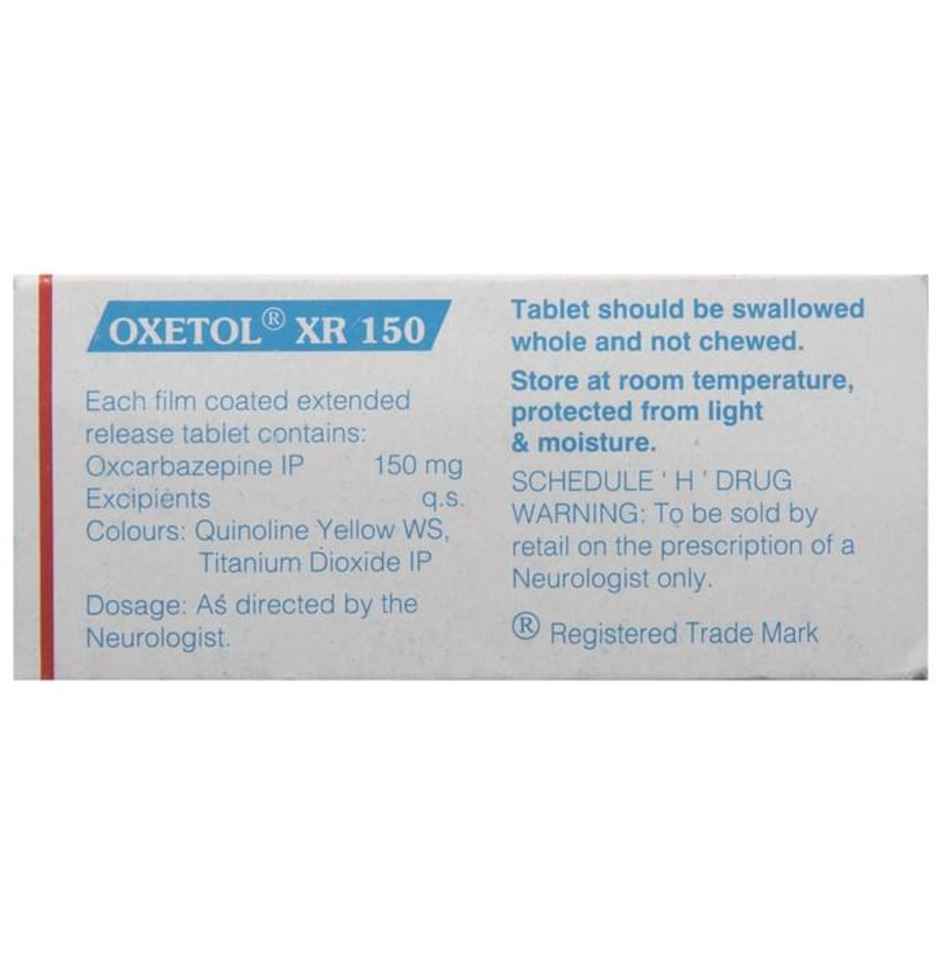 OXETOL® XR 150
Each film coated extended
release tablet contains:
Oxcarbazepine IP 150 mg
Excipients q.s.
Colours: Quinoline Yellow WS,
Titanium Dioxide IP
Dosage: As directed by the
Neurologist.
Tablet should be swallowed
whole and not chewed.
Store at room temperature,
protected from light
& moisture.
SCHEDULE ' H ' DRUG
WARNING: To be sold by
retail on the prescription of a
Neurologist only.
® Registered Trade Mark